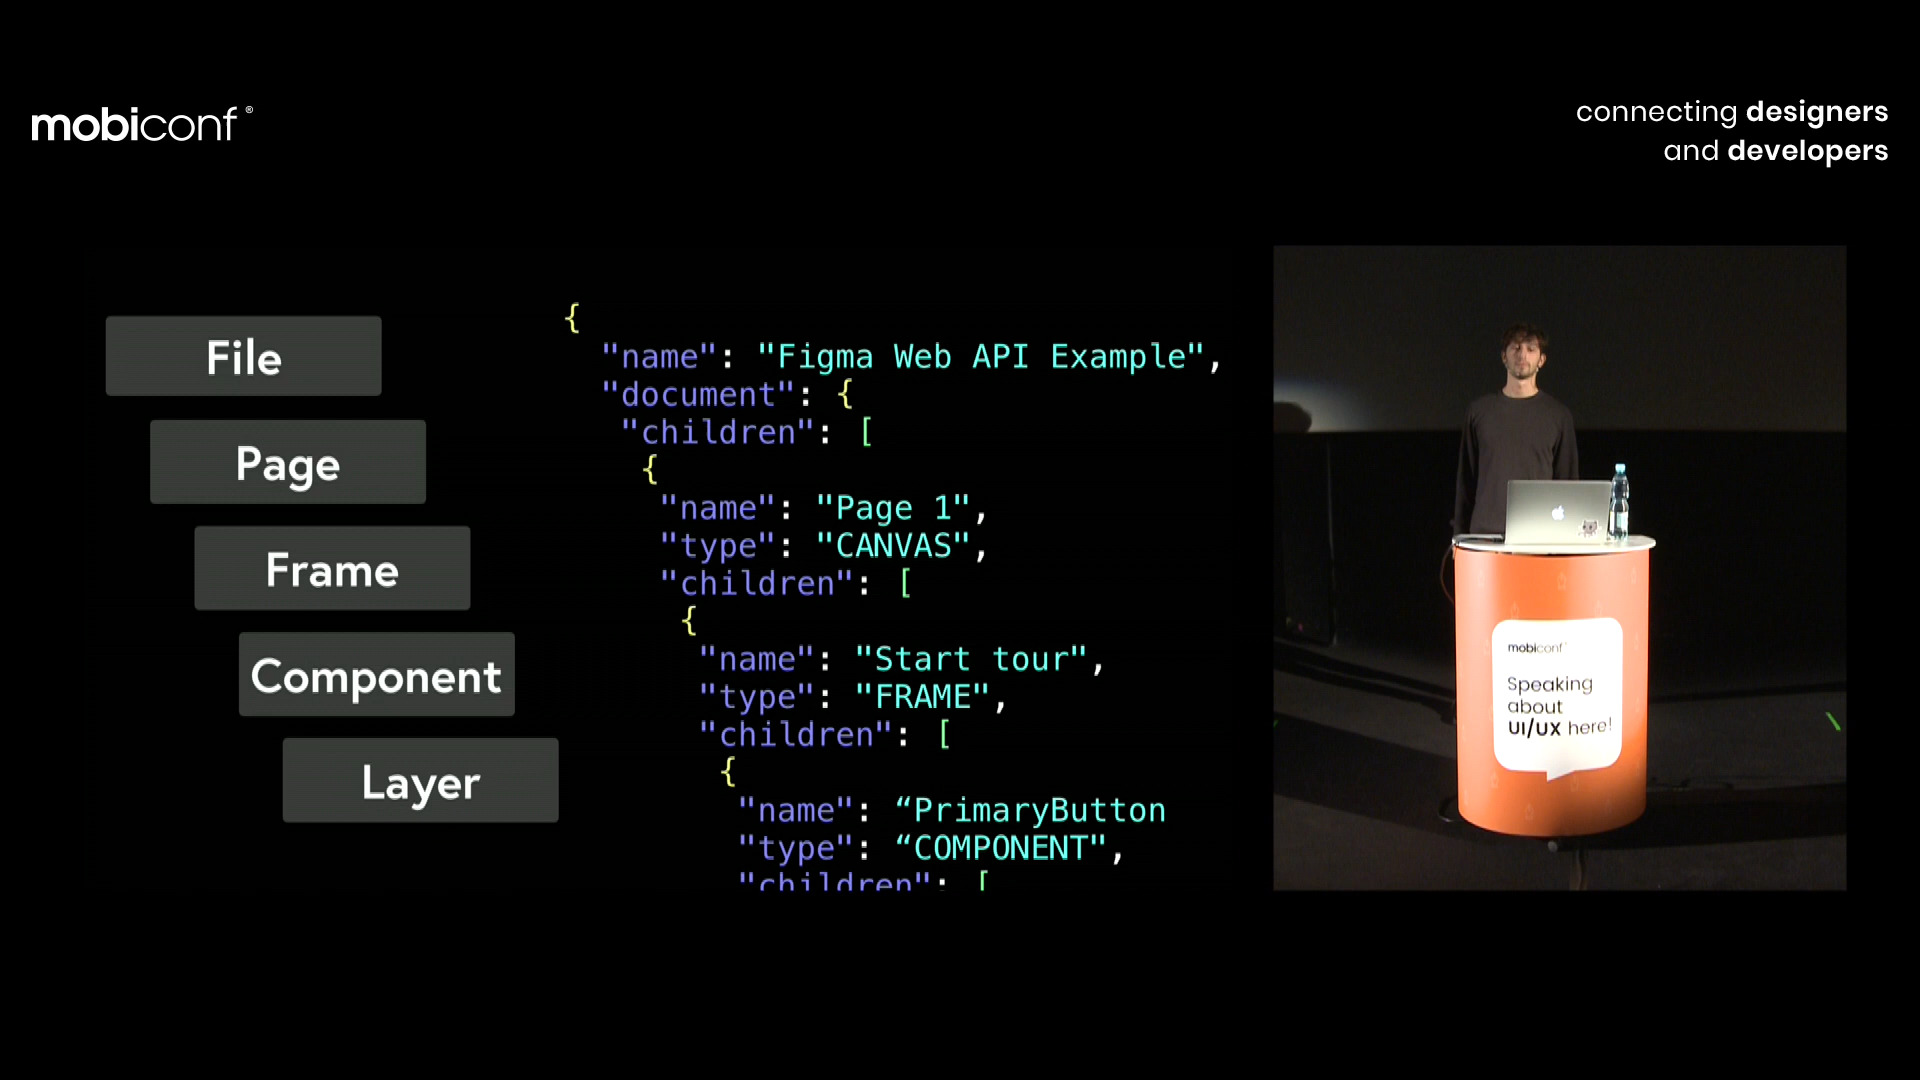 mobiconf®
connecting designers
and developers
File
Page
Frame
Component
Layer
{
"name": "Figma Web API Example",
"document": {
"children": [
{
"name": "Page 1",
"type": "CANVAS",
"children": [
{
"name": "Start tour",
"type": "FRAME",
"children": [
{
"name": “PrimaryButton
"type": “COMPONENT",
"children": [
mobiconf
Speaking
about
UI/UX here!